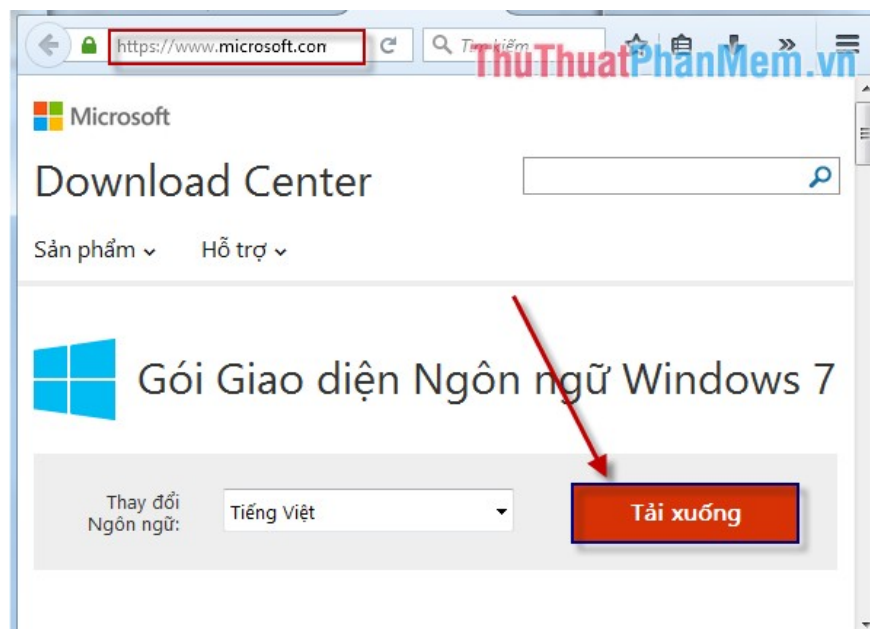 https://www.microsoft.com
Tìm kiếm
ThuThuatPhanMem.vn
Microsoft
Download Center
Sản phẩm Hỗ trợ
Gói Giao diện Ngôn ngữ Windows 7
Thay đổi
Ngôn ngữ:
Tiếng Việt
Tải xuống